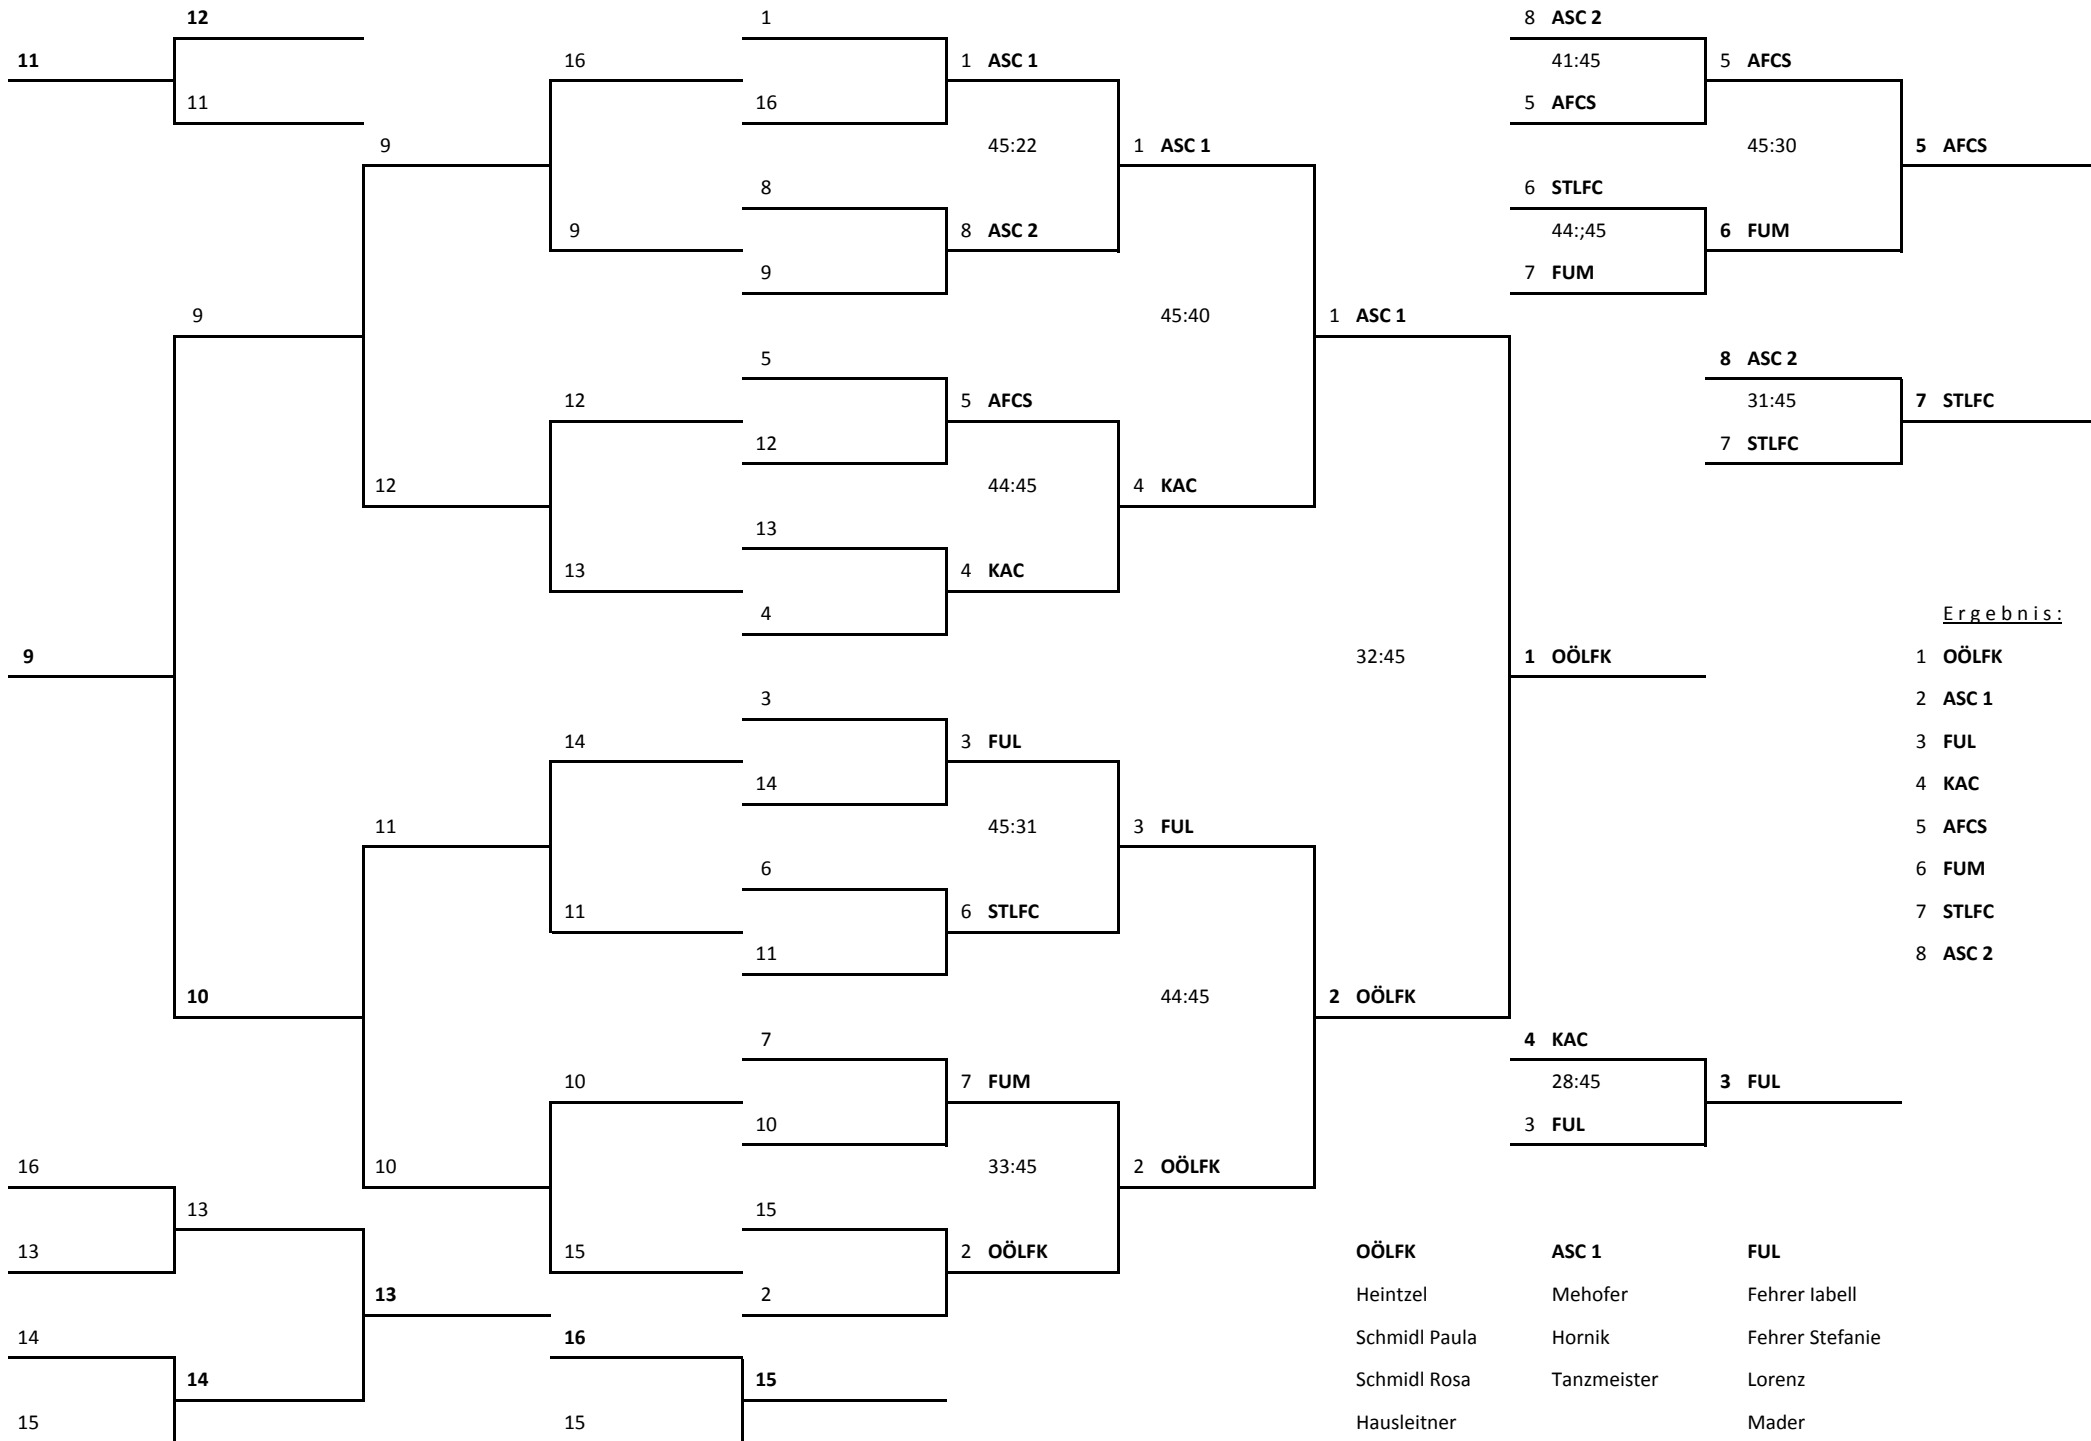 12 1 8 ASC 2
11 16 1 ASC 1 41:45 5 AFCS
11 16 5 AFCS
9 45:22 1 ASC 1 45:30 5 AFCS
8 6 STLFC
9 8 ASC 2 44:;45 6 FUM
9 7 FUM
9 45:40 1 ASC 1
5 8 ASC 2
12 5 AFCS 31:45 7 STLFC
12 7 STLFC
12 44:45 4 KAC
13
13 4 KAC
4 Ergebnis:
9 32:45 1 OÖLFK 1 OÖLFK
3 2 ASC 1
14 3 FUL 3 FUL
14 4 KAC
11 45:31 3 FUL 5 AFCS
6 6 FUM
11 6 STLFC 7 STLFC
11 8 ASC 2
10 44:45 2 OÖLFK
7 4 KAC
10 7 FUM 28:45 3 FUL
10 3 FUL
16 10 33:45 2 OÖLFK
13 15
13 15 2 OÖLFK OÖLFK ASC 1 FUL
13 2 Heintzel Mehofer Fehrer Iabell
14 16 Schmidl Paula Hornik Fehrer Stefanie
14 15 Schmidl Rosa Tanzmeister Lorenz
15 15 Hausleitner Mader